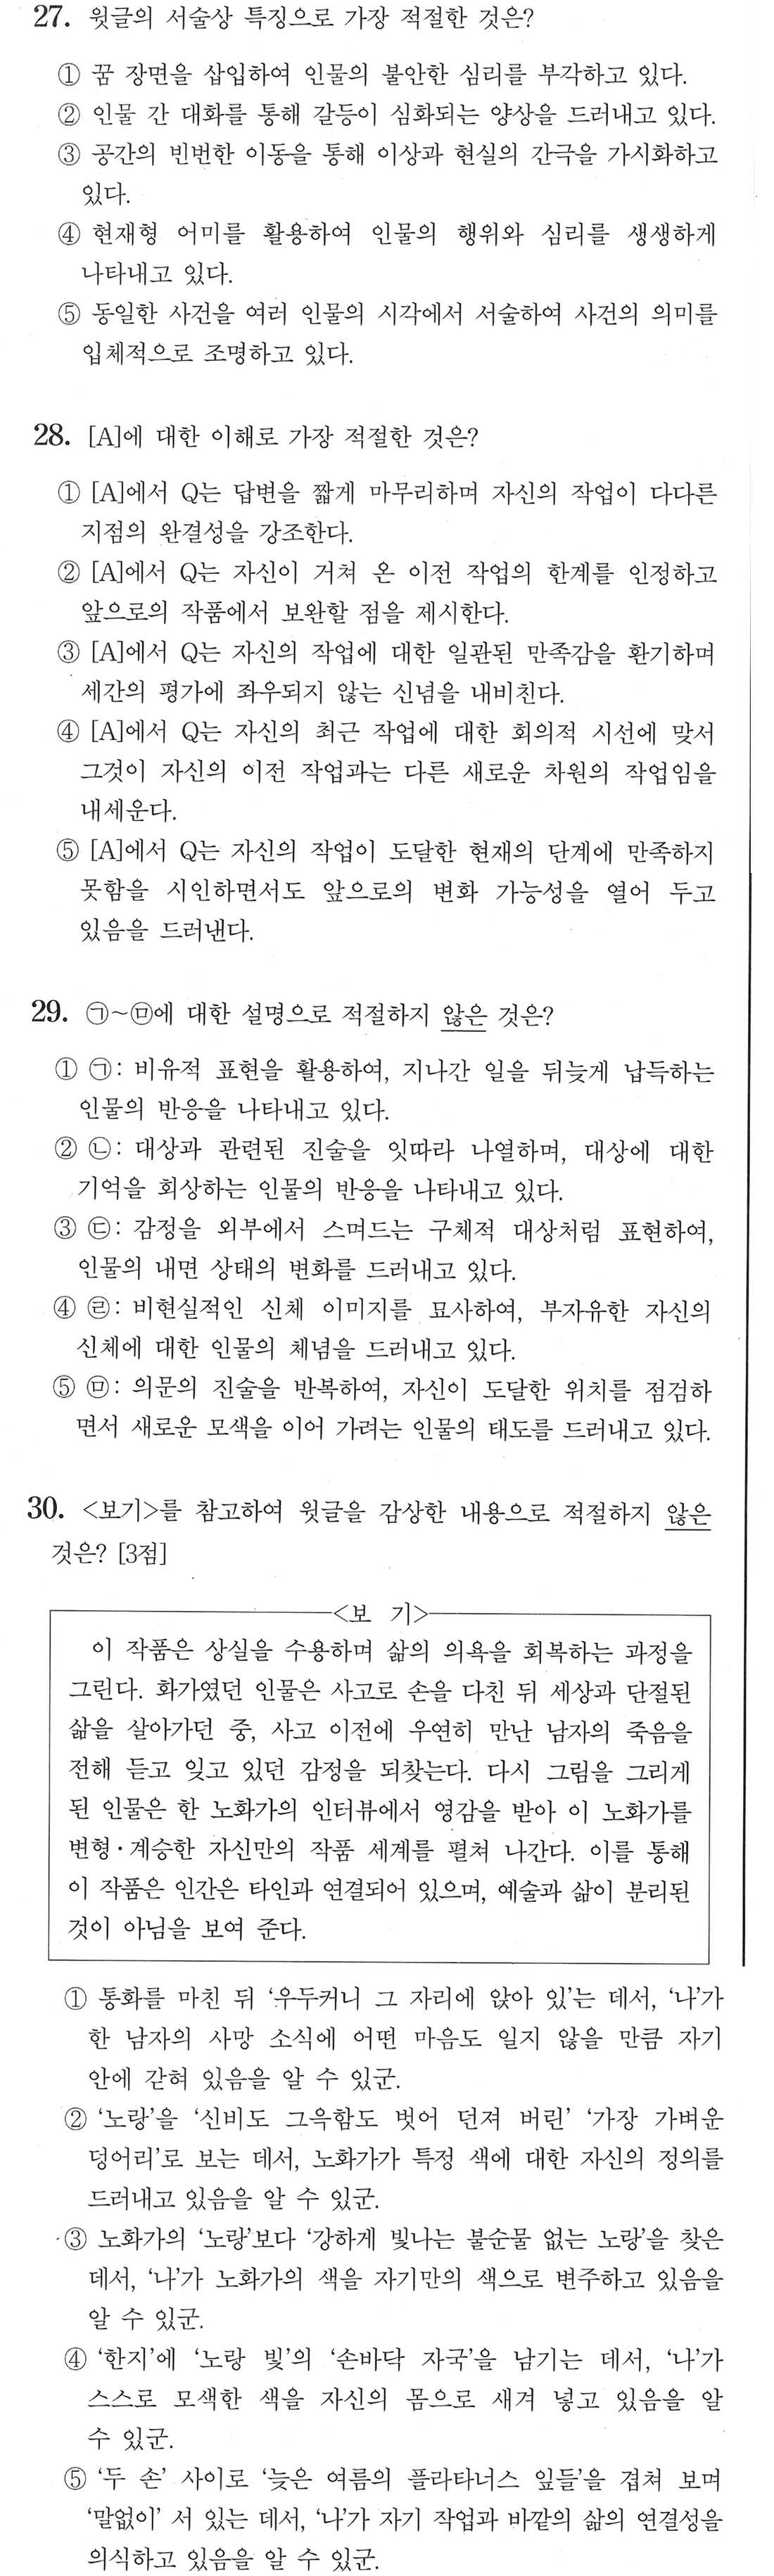 27. 윗글의 서술상 특징으로 가장 적절한 것은?
① 꿈 장면을 삽입하여 인물의 불안한 심리를 부각하고 있다.
② 인물 간 대화를 통해 갈등이 심화되는 양상을 드러내고 있다.
③ 공간의 빈번한 이동을 통해 이상과 현실의 간극을 가시화하고
있다.
④ 현재형 어미를 활용하여 인물의 행위와 심리를 생생하게
나타내고 있다.
⑤ 동일한 사건을 여러 인물의 시각에서 서술하여 사건의 의미를
입체적으로 조명하고 있다.
28. [A]에 대한 이해로 가장 적절한 것은?
① [A]에서 Q는 답변을 짧게 마무리하며 자신의 작업이 다다른
지점의 완결성을 강조한다.
② [A]에서 Q는 자신이 거쳐 온 이전 작업의 한계를 인정하고
앞으로의 작품에서 보완할 점을 제시한다.
③ [A]에서 Q는 자신의 작업에 대한 일관된 만족감을 환기하며
세간의 평가에 좌우되지 않는 신념을 내비친다.
④ [A]에서 Q는 자신의 최근 작업에 대한 회의적 시선에 맞서
그것이 자신의 이전 작업과는 다른 새로운 차원의 작업임을
내세운다.
⑤ [A]에서 Q는 자신의 작업이 도달한 현재의 단계에 만족하지
못함을 시인하면서도 앞으로의 변화 가능성을 열어 두고
있음을 드러낸다.
29. ㉠~㉤에 대한 설명으로 적절하지 않은 것은?
① ㉠: 비유적 표현을 활용하여, 지나간 일을 뒤늦게 납득하는
인물의 반응을 나타내고 있다.
② ㉡: 대상과 관련된 진술을 잇따라 나열하며, 대상에 대한
기억을 회상하는 인물의 반응을 나타내고 있다.
③ ㉢: 감정을 외부에서 스며드는 구체적 대상처럼 표현하여,
인물의 내면 상태의 변화를 드러내고 있다.
④ ㉣: 비현실적인 신체 이미지를 묘사하여, 부자유한 자신의
신체에 대한 인물의 체념을 드러내고 있다.
⑤ ㉤: 의문의 진술을 반복하여, 자신이 도달한 위치를 점검하
면서 새로운 모색을 이어 가려는 인물의 태도를 드러내고 있다.
30. <보기>를 참고하여 윗글을 감상한 내용으로 적절하지 않은
것은? [3점]
<보 기>
이 작품은 상실을 수용하며 삶의 의욕을 회복하는 과정을
그린다. 화가였던 인물은 사고로 손을 다친 뒤 세상과 단절된
삶을 살아가던 중, 사고 이전에 우연히 만난 남자의 죽음을
전해 듣고 잊고 있던 감정을 되찾는다. 다시 그림을 그리게
된 인물은 한 노화가의 인터뷰에서 영감을 받아 이 노화가를
변형·계승한 자신만의 작품 세계를 펼쳐 나간다. 이를 통해
이 작품은 인간은 타인과 연결되어 있으며, 예술과 삶이 분리된
것이 아님을 보여 준다.
① 통화를 마친 뒤 ‘우두커니 그 자리에 앉아 있’는 데서, ‘나’가
한 남자의 사망 소식에 어떤 마음도 일지 않을 만큼 자기
안에 갇혀 있음을 알 수 있군.
② ‘노랑’을 ‘신비도 그윽함도 벗어 던져 버린’ ‘가장 가벼운
덩어리’로 보는 데서, 노화가가 특정 색에 대한 자신의 정의를
드러내고 있음을 알 수 있군.
③ 노화가의 ‘노랑’보다 ‘강하게 빛나는 불순물 없는 노랑’을 찾은
데서, ‘나’가 노화가의 색을 자기만의 색으로 변주하고 있음을
알 수 있군.
④ ‘한지’에 ‘노랑 빛’의 ‘손바닥 자국’을 남기는 데서, ‘나’가
스스로 모색한 색을 자신의 몸으로 새겨 넣고 있음을 알
수 있군.
⑤ ‘두 손’ 사이로 ‘늦은 여름의 플라타너스 잎들’을 겹쳐 보며
‘말없이’ 서 있는 데서, ‘나’가 자기 작업과 바깥의 삶의 연결성을
의식하고 있음을 알 수 있군.